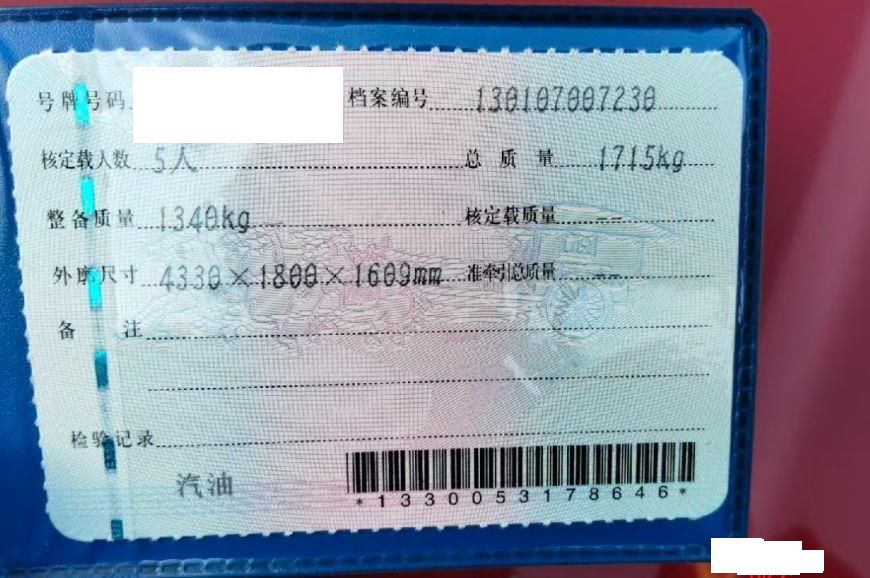 号牌号码 档案编号 130107007230
核定载人数 5人 总质量 1715kg
整备质量 1340kg 核定载质量 --
外廓尺寸 4330×1800×1609mm 准牵引总质量 --
备注
检验记录
汽油
*1330053178646*